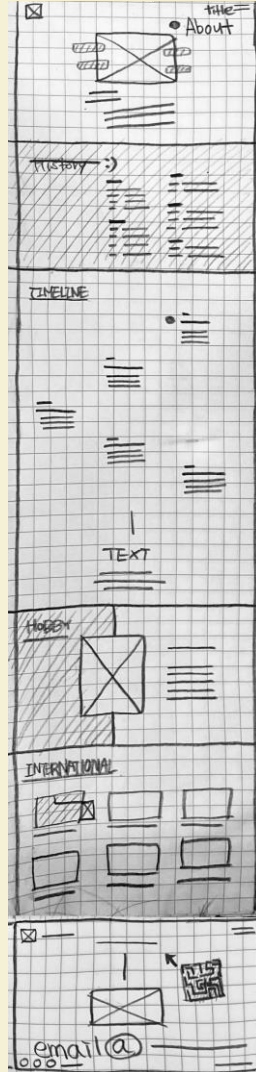 title
About
History :)
TIMELINE
TEXT
HOBBY
INTERNATIONAL
email@